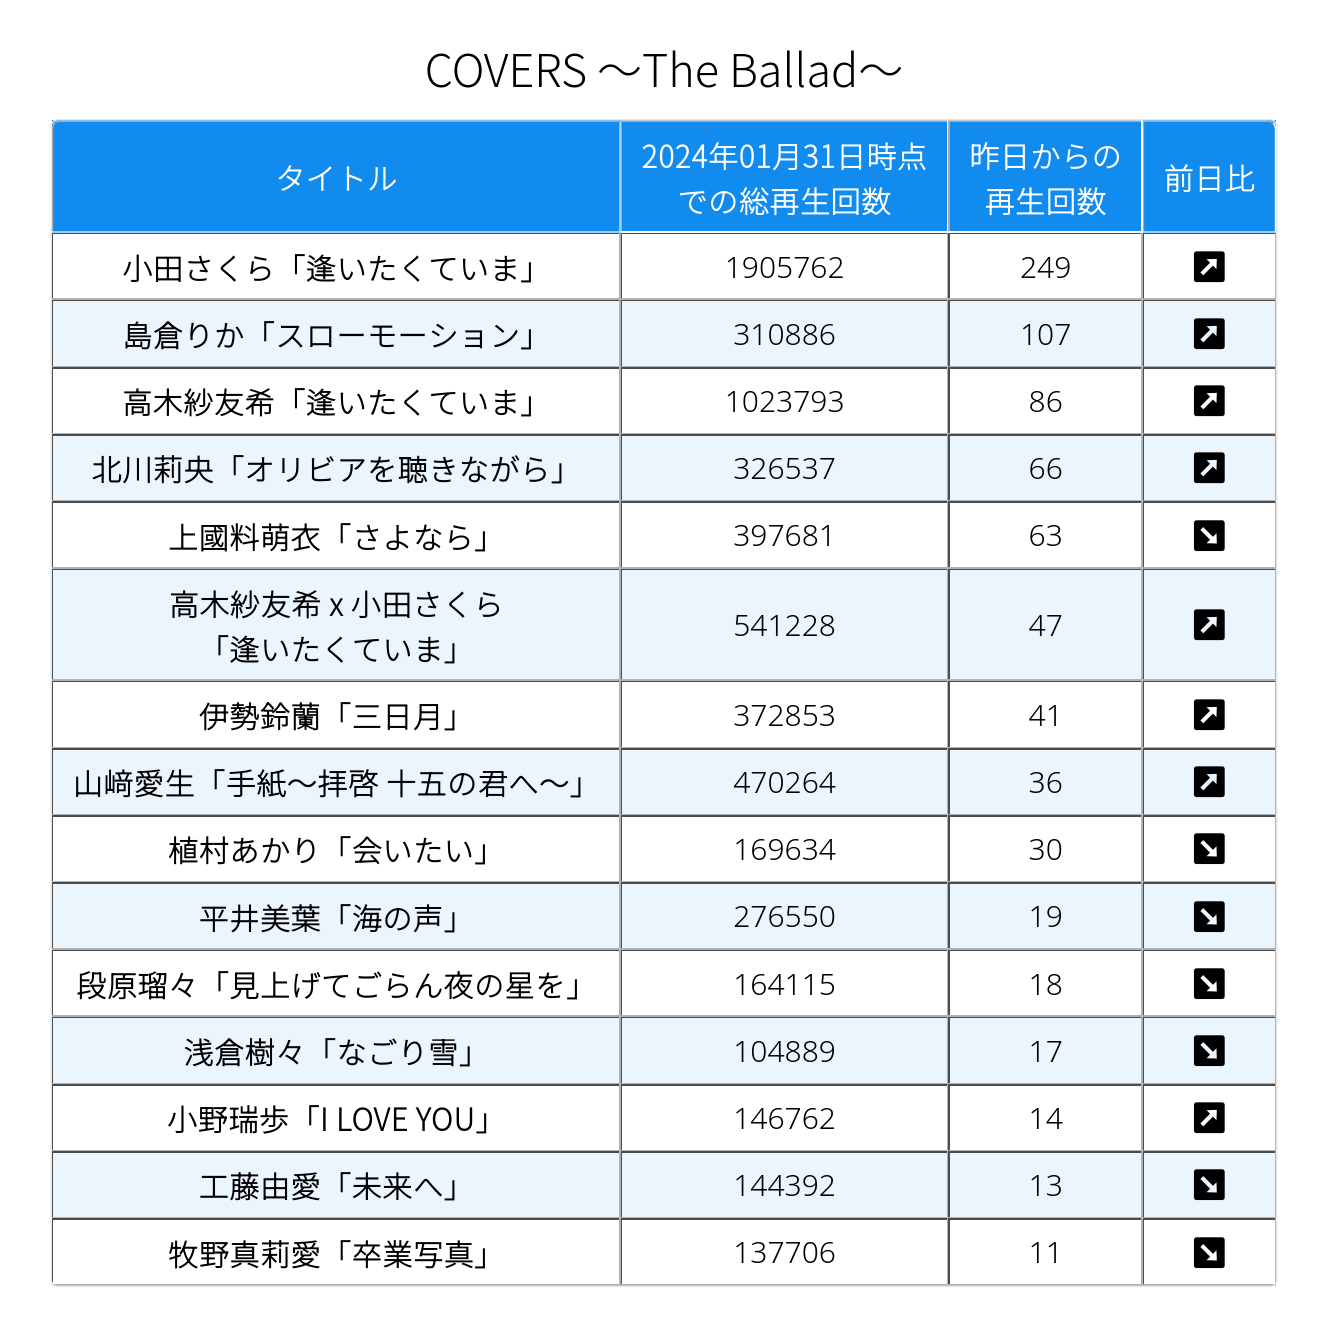 COVERS ～The Ballad～
タイトル
2024年01月31日時点
での総再生回数
昨日からの
再生回数
前日比
小田さくら「逢いたくていま」 1905762 249 ↗
島倉りか「スローモーション」 310886 107 ↗
高木紗友希「逢いたくていま」 1023793 86 ↗
北川莉央「オリビアを聴きながら」 326537 66 ↗
上國料萌衣「さよなら」 397681 63 ↘
高木紗友希 x 小田さくら
「逢いたくていま」 541228 47 ↗
伊勢鈴蘭「三日月」 372853 41 ↗
山﨑愛生「手紙～拝啓 十五の君へ～」 470264 36 ↗
植村あかり「会いたい」 169634 30 ↘
平井美葉「海の声」 276550 19 ↘
段原瑠々「見上げてごらん夜の星を」 164115 18 ↘
浅倉樹々「なごり雪」 104889 17 ↘
小野瑞歩「I LOVE YOU」 146762 14 ↗
工藤由愛「未来へ」 144392 13 ↘
牧野真莉愛「卒業写真」 137706 11 ↘